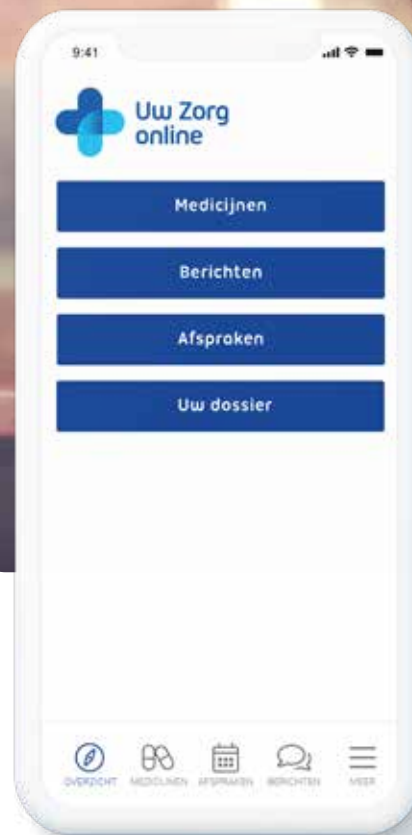 9:41
Uw Zorg
online
Medicijnen
Berichten
Afspraken
Uw dossier
OVERZICHT MEDICIJNEN AFSPRAKEN BERICHTEN MEER